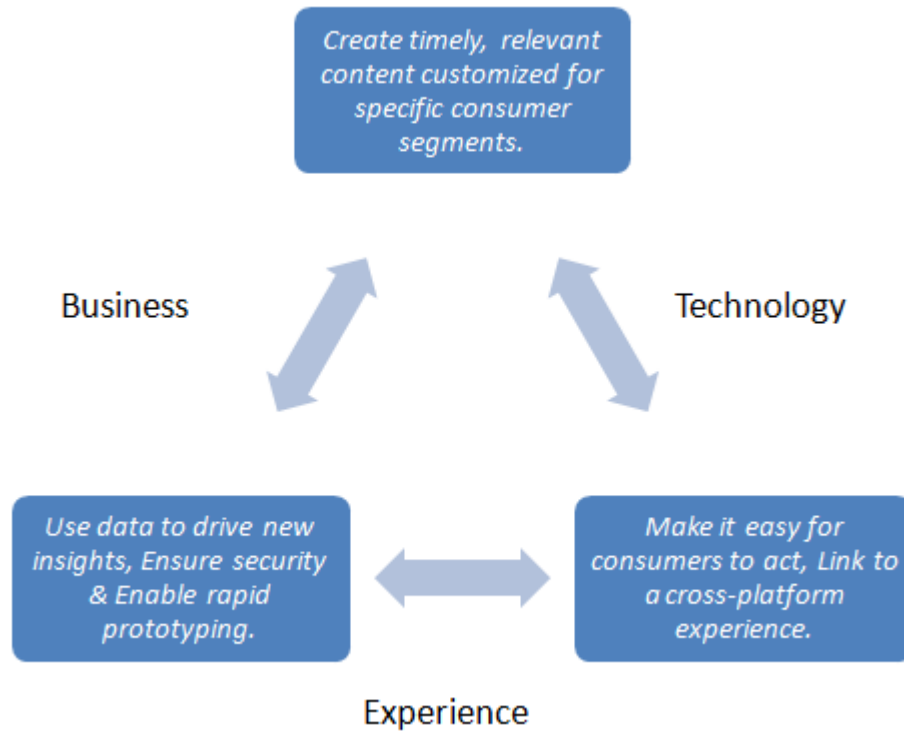 Create timely, relevant
content customized for
specific consumer
segments.
Business
Technology
Use data to drive new
insights, Ensure security
& Enable rapid
prototyping.
Make it easy for
consumers to act, Link to
a cross-platform
experience.
Experience